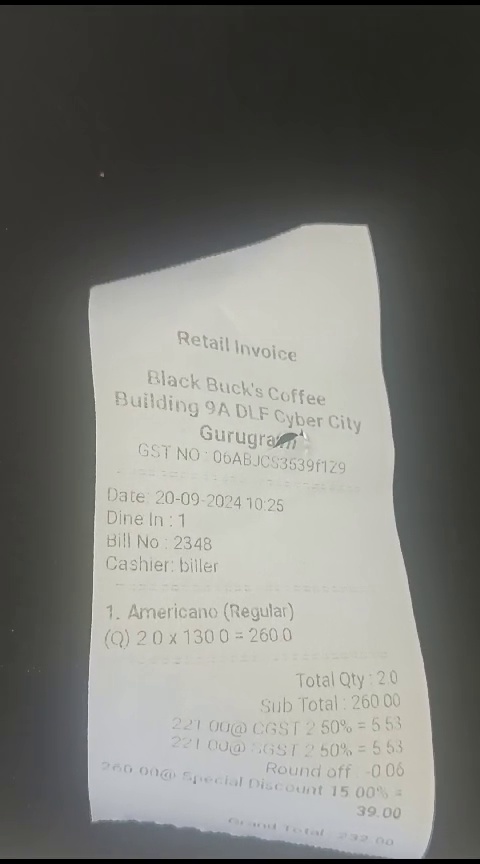 Retail Invoice
Black Buck's Coffee
Building 9A DLF Cyber City
Gurugram
GST NO : 06ABJCS3539f1Z9
Date: 20-09-2024 10:25
Dine In : 1
Bill No : 2348
Cashier: biller
1. Americano (Regular)
(Q) 2.0 x 130.0 = 260.0
Total Qty : 2.0
Sub Total : 260.00
221.00@ CGST 2.50% = 5.53
221.00@ SGST 2.50% = 5.53
Round off : -0.06
260.00@ Special Discount 15.00% =
39.00
Grand Total : 232.00